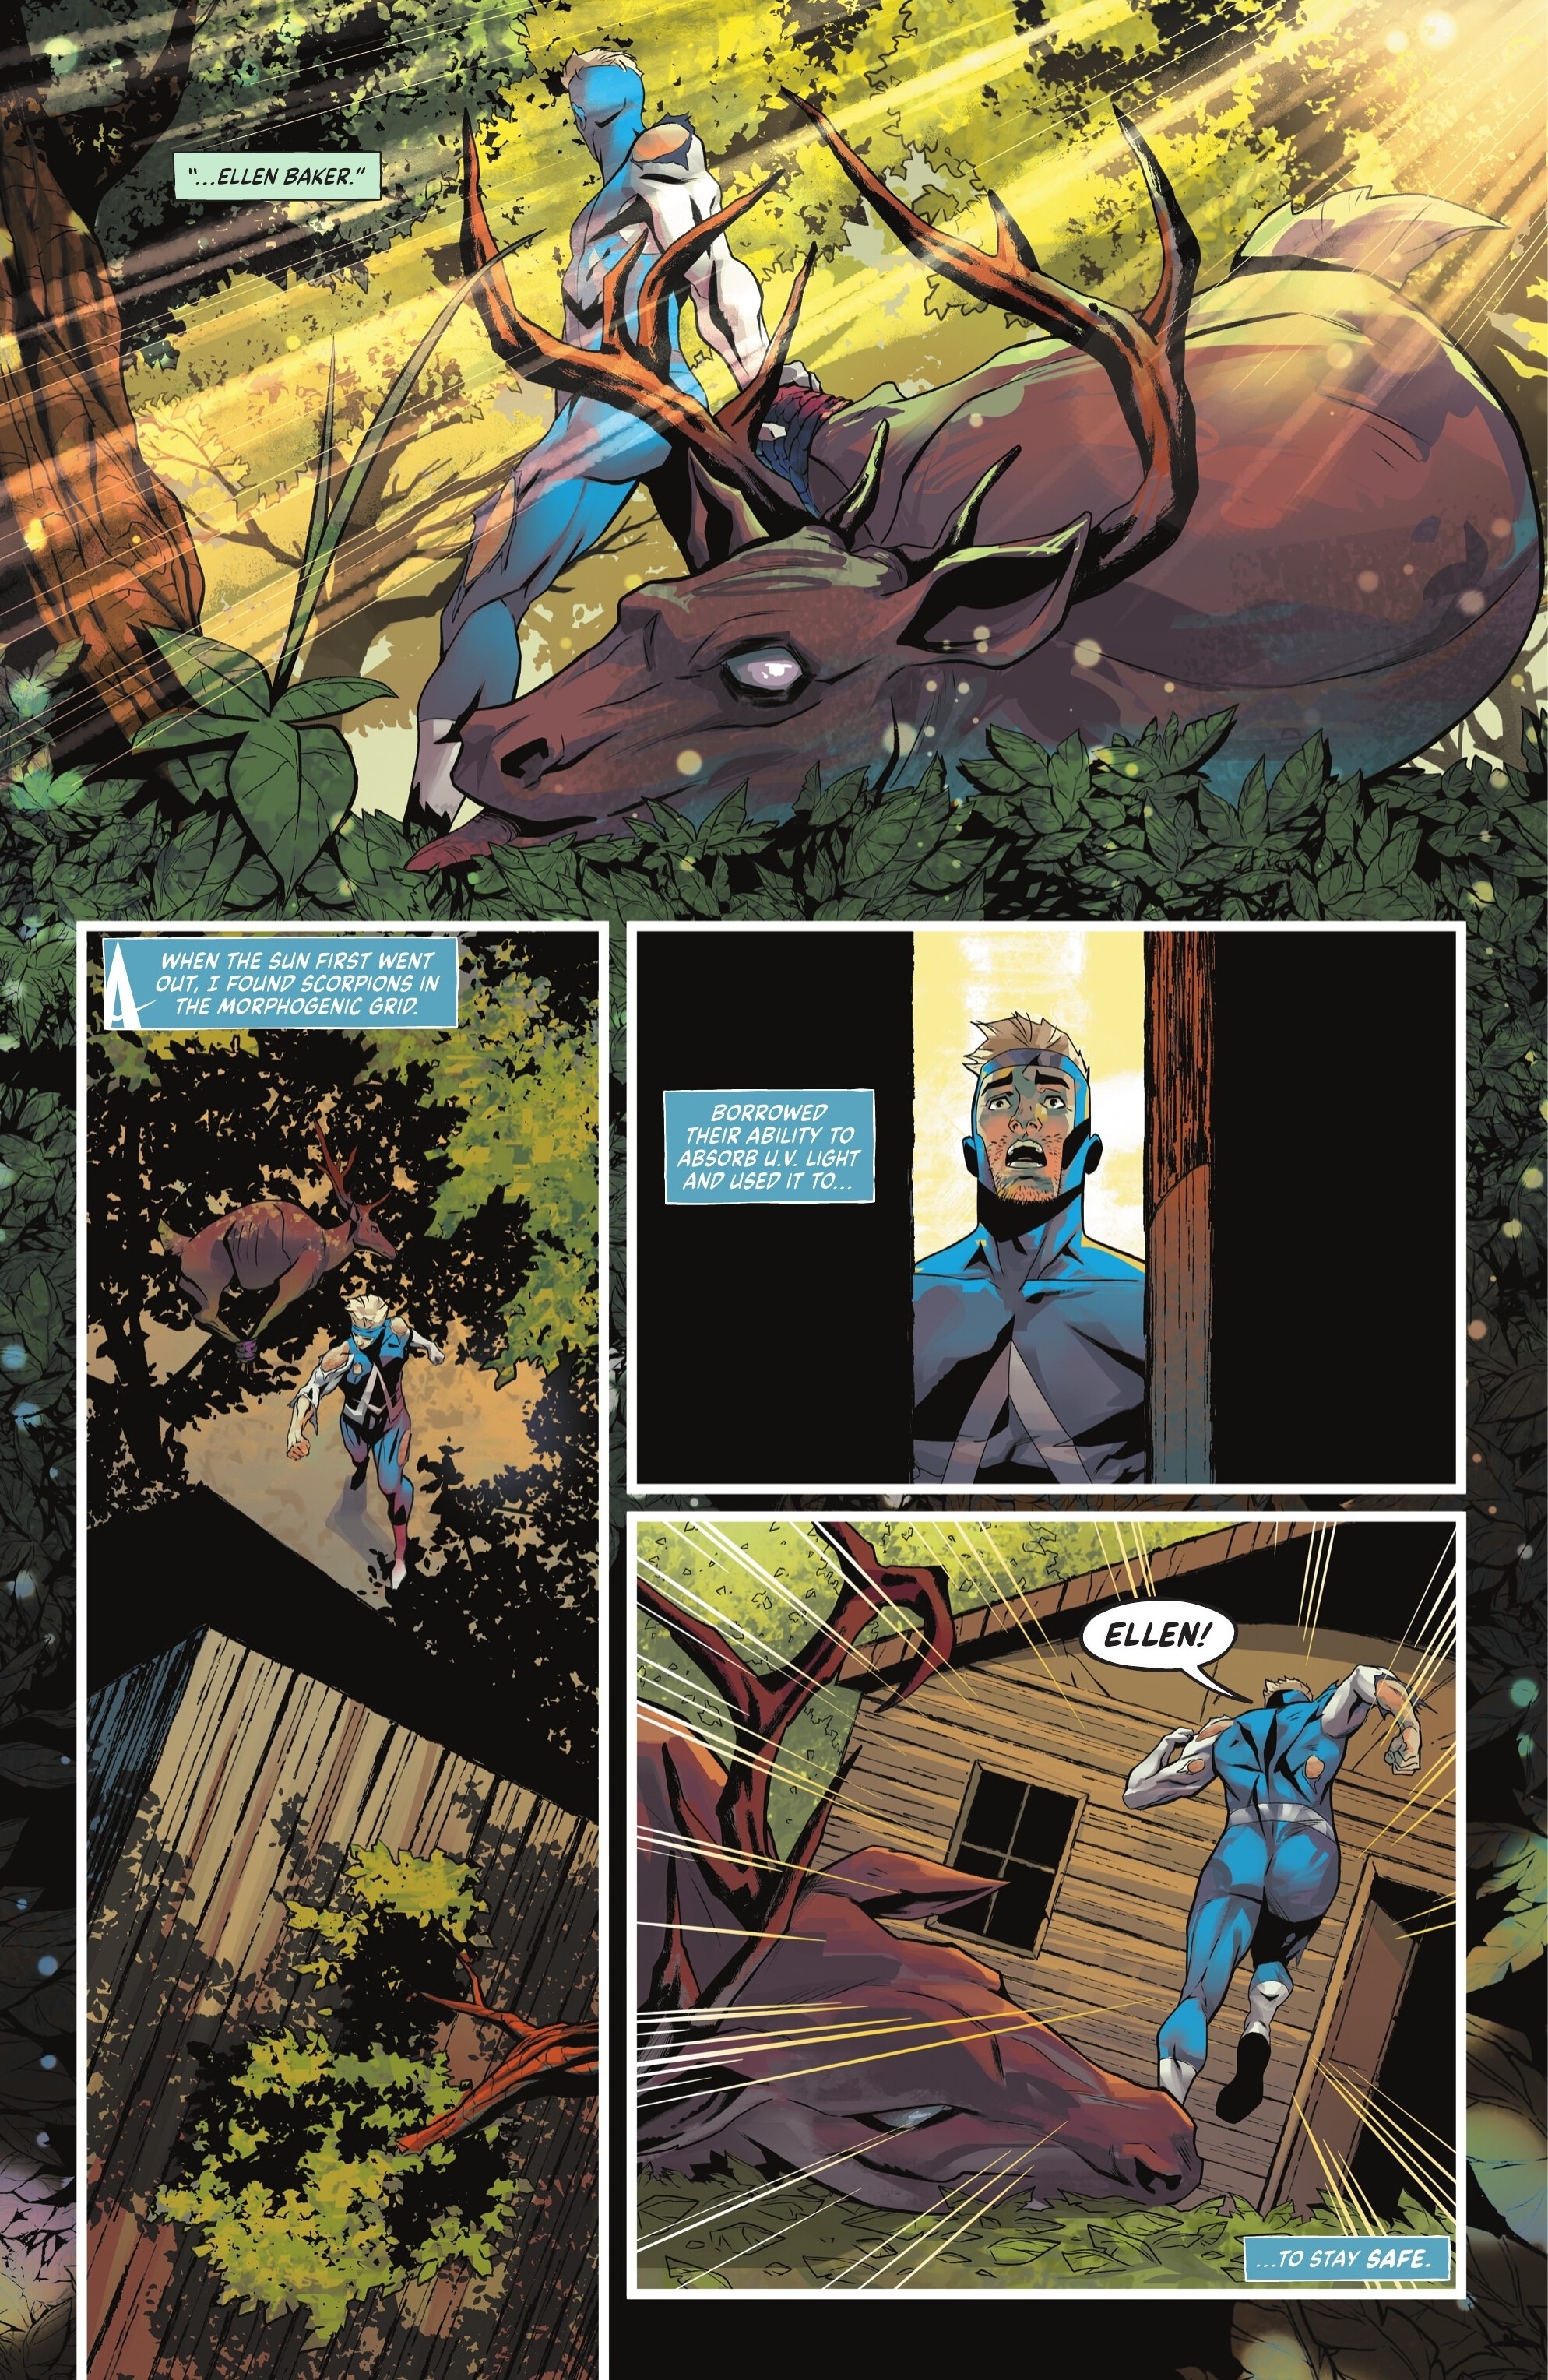 "...ELLEN BAKER."
WHEN THE SUN FIRST WENT
OUT, I FOUND SCORPIONS IN
THE MORPHOGENIC GRID.
BORROWED
THEIR ABILITY TO
ABSORB U.V. LIGHT
AND USED IT TO...
ELLEN!
...TO STAY SAFE.